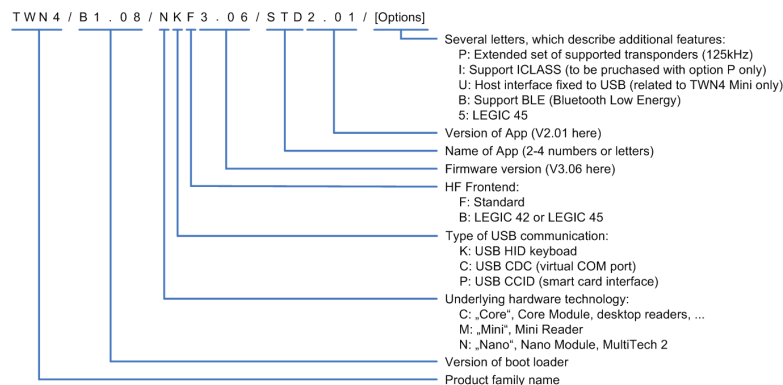 TWN4/B1.08/NKF3.06/STD2.01/[Options]
Several letters, which describe additional features:
P: Extended set of supported transponders (125kHz)
I: Support ICLASS (to be pruchased with option P only)
U: Host interface fixed to USB (related to TWN4 Mini only)
B: Support BLE (Bluetooth Low Energy)
5: LEGIC 45
Version of App (V2.01 here)
Name of App (2-4 numbers or letters)
Firmware version (V3.06 here)
HF Frontend:
F: Standard
B: LEGIC 42 or LEGIC 45
Type of USB communication:
K: USB HID keyboad
C: USB CDC (virtual COM port)
P: USB CCID (smart card interface)
Underlying hardware technology:
C: „Core“, Core Module, desktop readers, ...
M: „Mini“, Mini Reader
N: „Nano“, Nano Module, MultiTech 2
Version of boot loader
Product family name